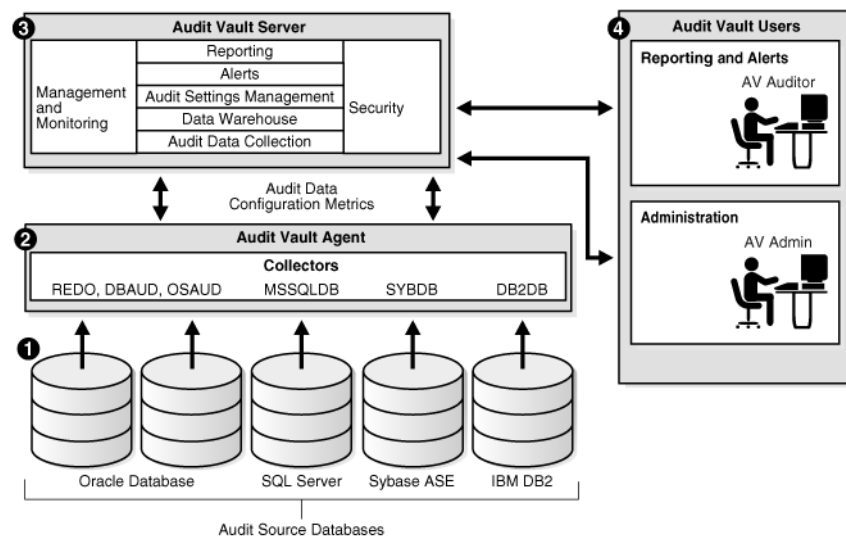 3
Audit Vault Server
Management
and
Monitoring
Reporting
Alerts
Audit Settings Management
Data Warehouse
Audit Data Collection
Security
4
Audit Vault Users
Reporting and Alerts
AV Auditor
Administration
AV Admin
Audit Data
Configuration Metrics
2
Audit Vault Agent
Collectors
REDO, DBAUD, OSAUD
MSSQLDB
SYBDB
DB2DB
1
Oracle Database
SQL Server
Sybase ASE
IBM DB2
Audit Source Databases